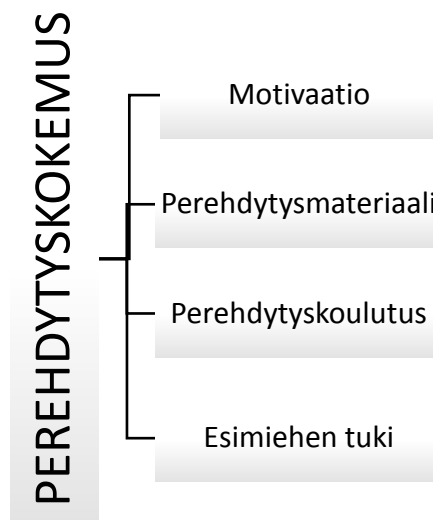 PEREHDYTYSKOKEMUS
Motivaatio
Perehdytysmateriaali
Perehdytyskoulutus
Esimiehen tuki